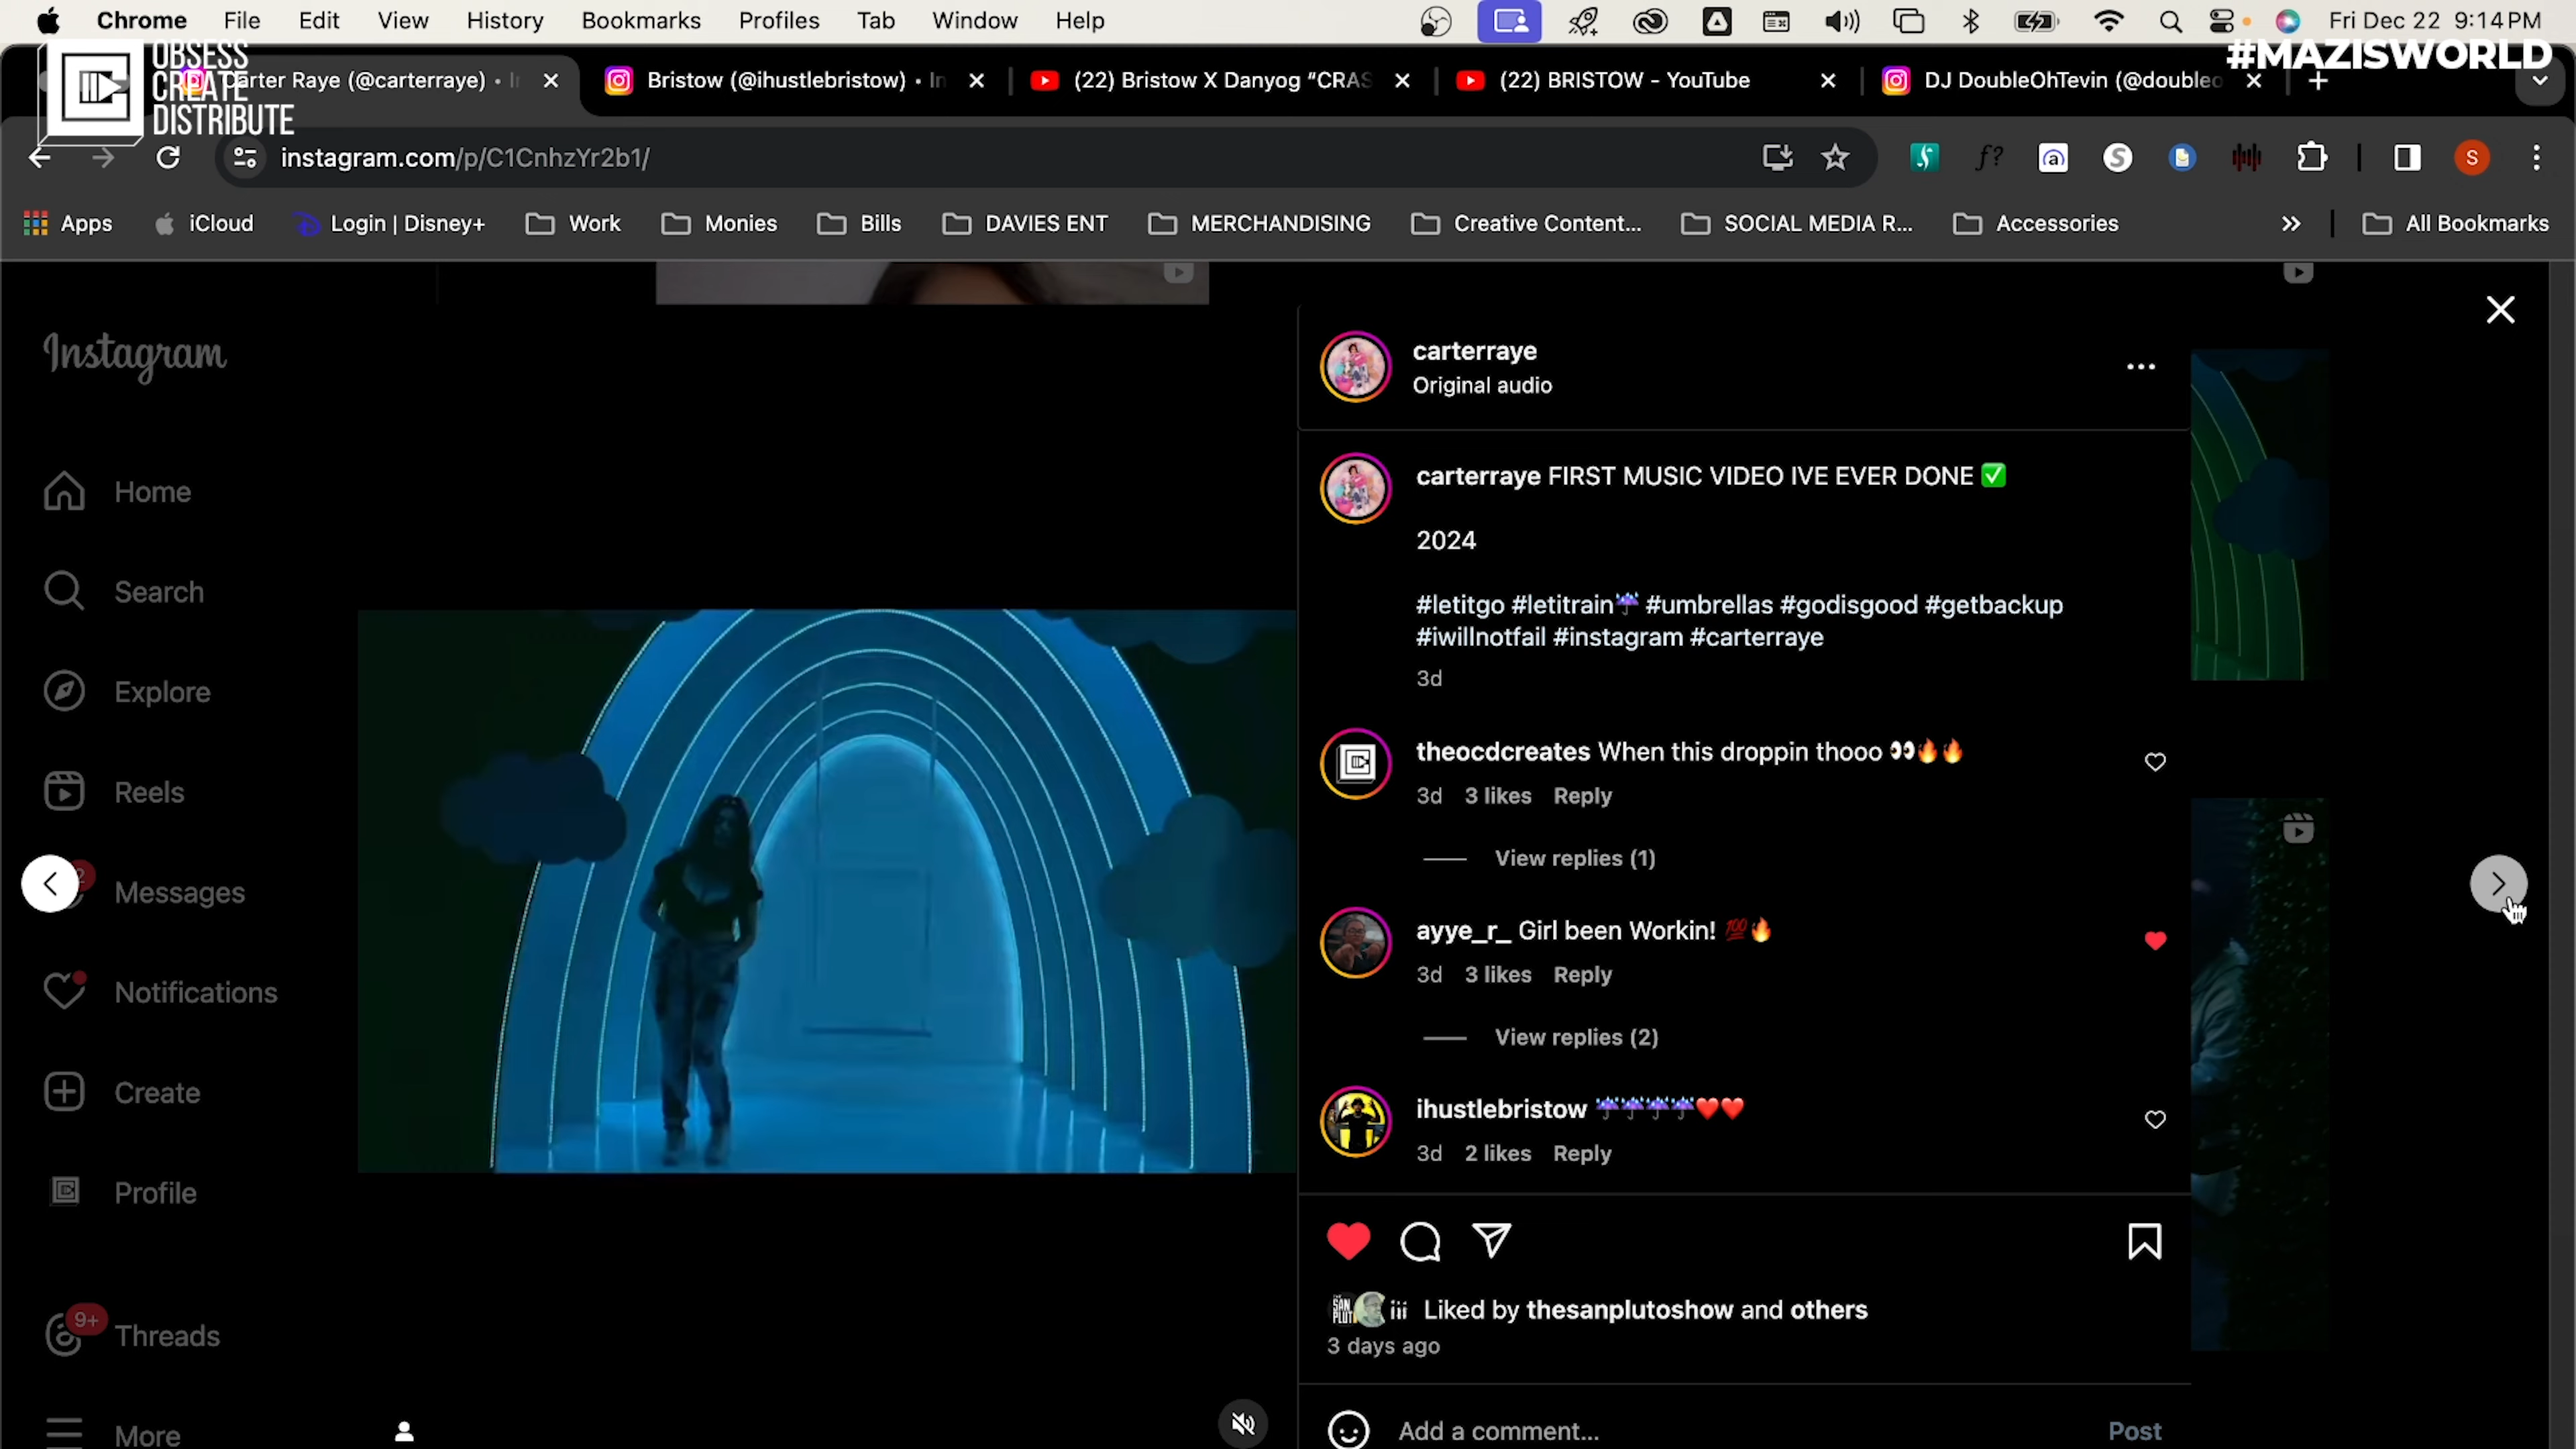 Chrome File Edit View History Bookmarks Profiles Tab Window Help Fri Dec 22 9:14PM
OBSESS
CREATE
DISTRIBUTE
#MAZISWORLD
arter Raye (@carterraye) • I
Bristow (@ihustlebristow) • In
(22) Bristow X Danyog “CRAS
(22) BRISTOW - YouTube
DJ DoubleOhTevin (@doubleo
instagram.com/p/C1CnhzYr2b1/
S
Apps iCloud Login | Disney+ Work Monies Bills DAVIES ENT MERCHANDISING Creative Content... SOCIAL MEDIA R... Accessories All Bookmarks
Instagram
Home
Search
Explore
Reels
Messages
Notifications
Create
Profile
9+
Threads
More
carterraye
Original audio
carterraye FIRST MUSIC VIDEO IVE EVER DONE ✅
2024
#letitgo #letitrain☔ #umbrellas #godisgood #getbackup
#iwillnotfail #instagram #carterraye
3d
theocdcreates When this droppin thooo 👀🔥🔥
3d 3 likes Reply
View replies (1)
ayye_r_ Girl been Workin! 💯🔥
3d 3 likes Reply
View replies (2)
ihustlebristow ☔☔☔☔❤️❤️
3d 2 likes Reply
Liked by thesanplutoshow and others
3 days ago
Add a comment...
Post